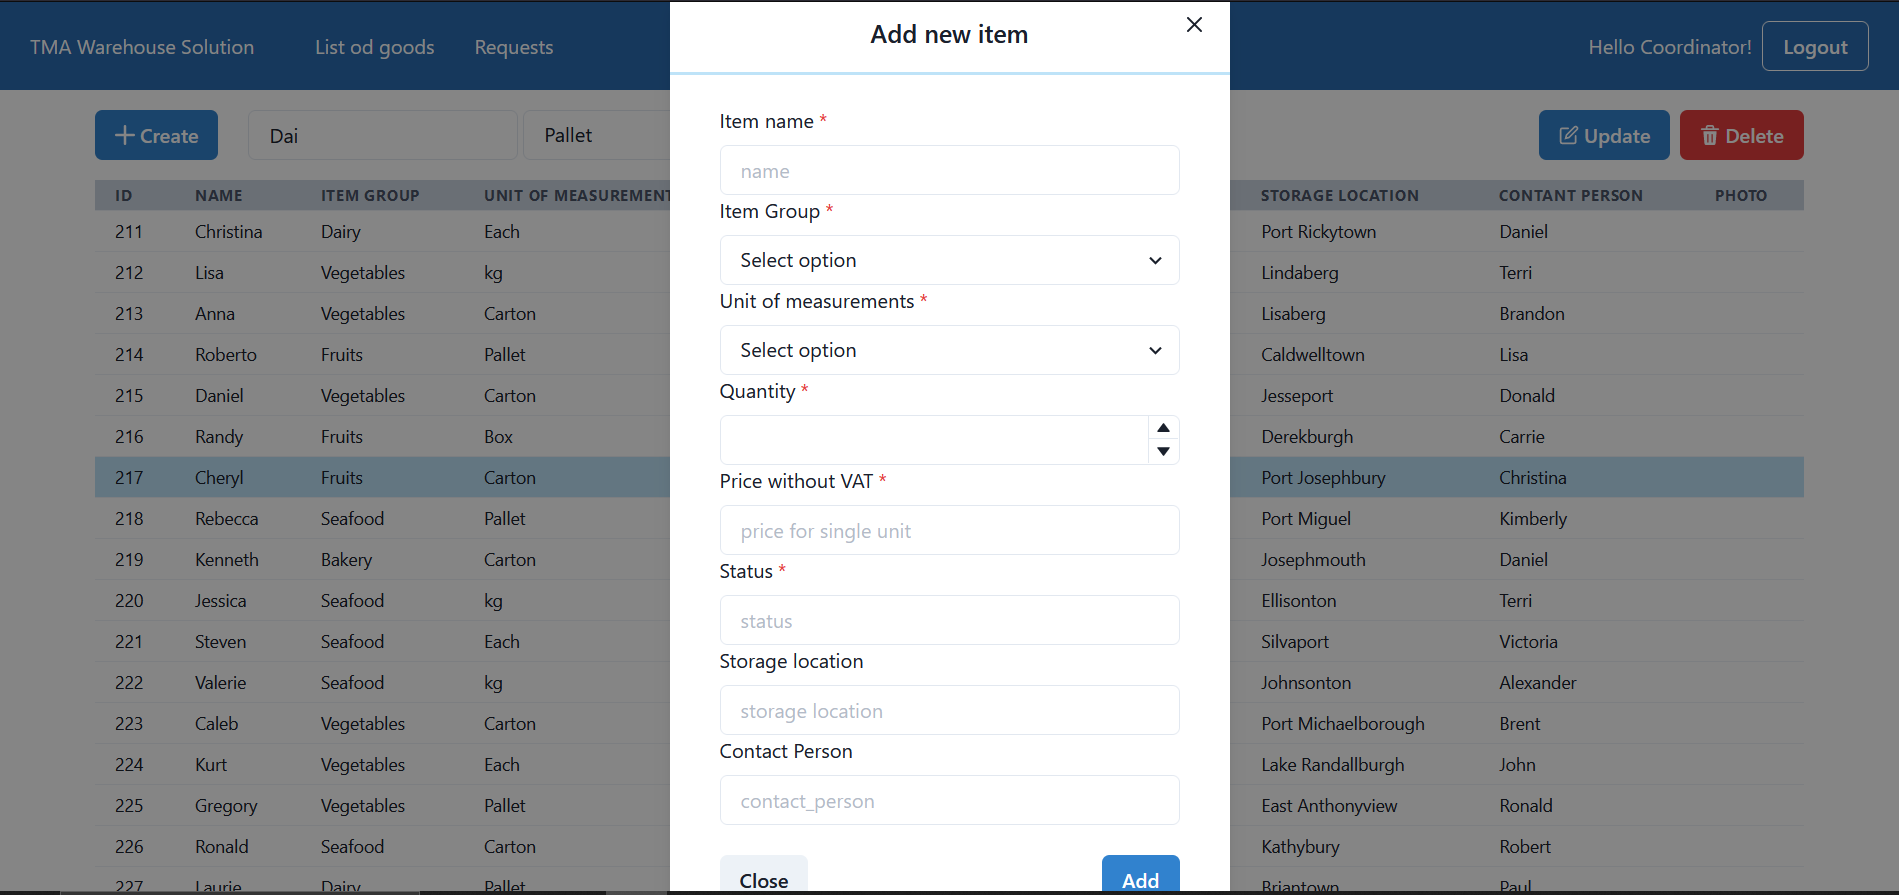 TMA Warehouse Solution List od goods Requests Hello Coordinator! Logout
Create Dai Pallet Update Delete
ID NAME ITEM GROUP UNIT OF MEASUREMENT STORAGE LOCATION CONTANT PERSON PHOTO
211 Christina Dairy Each Port Rickytown Daniel
212 Lisa Vegetables kg Lindaberg Terri
213 Anna Vegetables Carton Lisaberg Brandon
214 Roberto Fruits Pallet Caldwelltown Lisa
215 Daniel Vegetables Carton Jesseport Donald
216 Randy Fruits Box Derekburgh Carrie
217 Cheryl Fruits Carton Port Josephbury Christina
218 Rebecca Seafood Pallet Port Miguel Kimberly
219 Kenneth Bakery Carton Josephmouth Daniel
220 Jessica Seafood kg Ellisonton Terri
221 Steven Seafood Each Silvaport Victoria
222 Valerie Seafood kg Johnsonton Alexander
223 Caleb Vegetables Carton Port Michaelborough Brent
224 Kurt Vegetables Each Lake Randallburgh John
225 Gregory Vegetables Pallet East Anthonyview Ronald
226 Ronald Seafood Carton Kathybury Robert
227 Laurie Dairy Pallet Briantown Paul
Add new item
Item name *
name
Item Group *
Select option
Unit of measurements *
Select option
Quantity *
Price without VAT *
price for single unit
Status *
status
Storage location
storage location
Contact Person
contact_person
Close Add